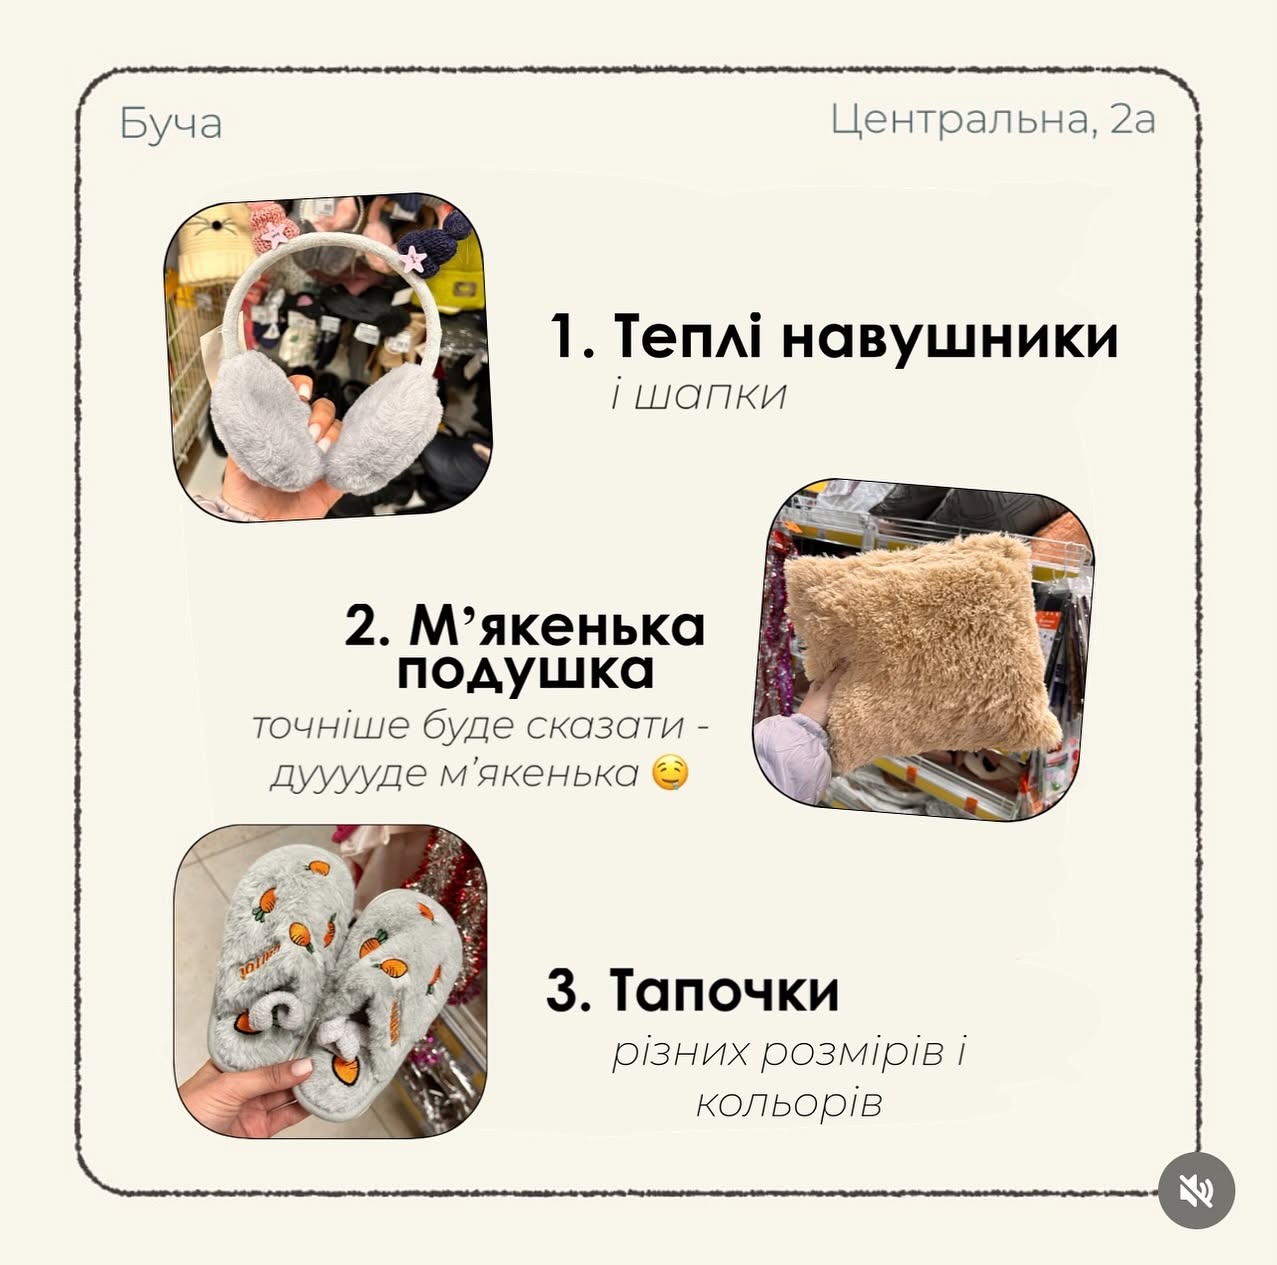 Буча
Центральна, 2а
1. Теплі навушники
і шапки
2. М’якенька
подушка
точніше буде сказати -
дууууде м’якенька 🤤
3. Тапочки
різних розмірів і
кольорів